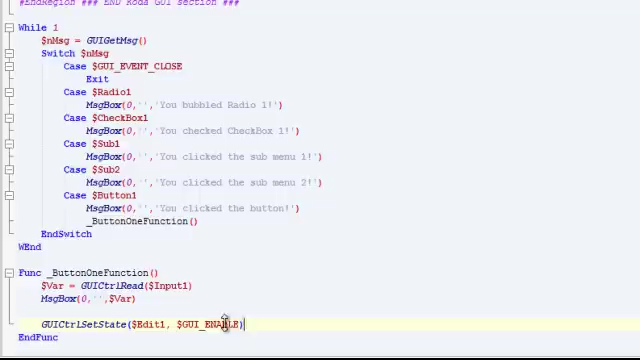 #EndRegion ### END Koda GUI section ###
While 1
$nMsg = GUIGetMsg()
Switch $nMsg
Case $GUI_EVENT_CLOSE
Exit
Case $Radio1
MsgBox(0,'','You bubbled Radio 1!')
Case $CheckBox1
MsgBox(0,'','You checked CheckBox 1!')
Case $Sub1
MsgBox(0,'','You clicked the sub menu 1!')
Case $Sub2
MsgBox(0,'','You clicked the sub menu 2!')
Case $Button1
MsgBox(0,'','You clicked the button!')
_ButtonOneFunction()
EndSwitch
WEnd
Func _ButtonOneFunction()
$Var = GUICtrlRead($Input1)
MsgBox(0,'',$Var)
GUICtrlSetState($Edit1, $GUI_ENABLE)
EndFunc